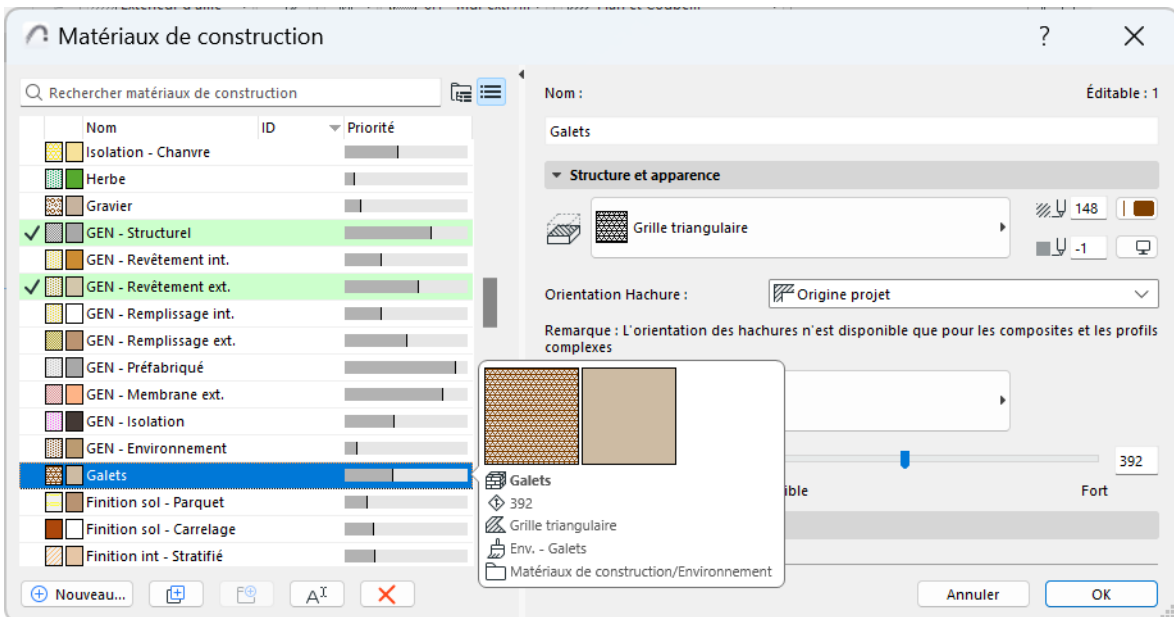 Matériaux de construction
?
Rechercher matériaux de construction
Nom ID Priorité
Isolation - Chanvre
Herbe
Gravier
GEN - Structurel
GEN - Revêtement int.
GEN - Revêtement ext.
GEN - Remplissage int.
GEN - Remplissage ext.
GEN - Préfabriqué
GEN - Membrane ext.
GEN - Isolation
GEN - Environnement
Galets
Finition sol - Parquet
Finition sol - Carrelage
Finition int - Stratifié
Nouveau...
Nom :
Éditable : 1
Galets
Structure et apparence
Grille triangulaire
148
-1
Orientation Hachure :
Origine projet
Remarque : L'orientation des hachures n'est disponible que pour les composites et les profils
complexes
392
ible
Fort
Galets
392
Grille triangulaire
Env. - Galets
Matériaux de construction/Environnement
Annuler
OK